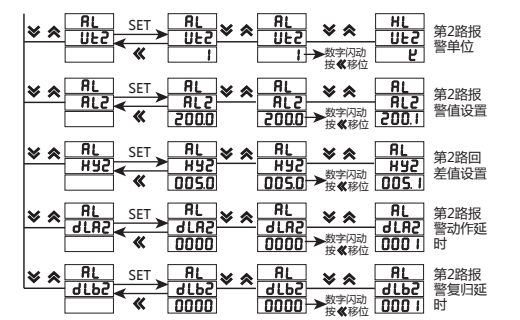 AL SET AL AL HL
Ut2 Ut2 Ut2 Ut2
1 1
数字闪动
按移位
第2路报
警单位
AL SET AL AL AL
AL2 AL2 AL2 AL2
200.0 200.0 200.1
数字闪动
按移位
第2路报
警值设置
AL SET AL AL AL
HY2 HY2 HY2 HY2
005.0 005.0 005.1
数字闪动
按移位
第2路回
差值设置
AL SET AL AL AL
dLA2 dLA2 dLA2 dLA2
0000 0000 0001
数字闪动
按移位
第2路报
警动作延
时
AL SET AL AL AL
dLb2 dLb2 dLb2 dLb2
0000 0000 0001
数字闪动
按移位
第2路报
警复归延
时